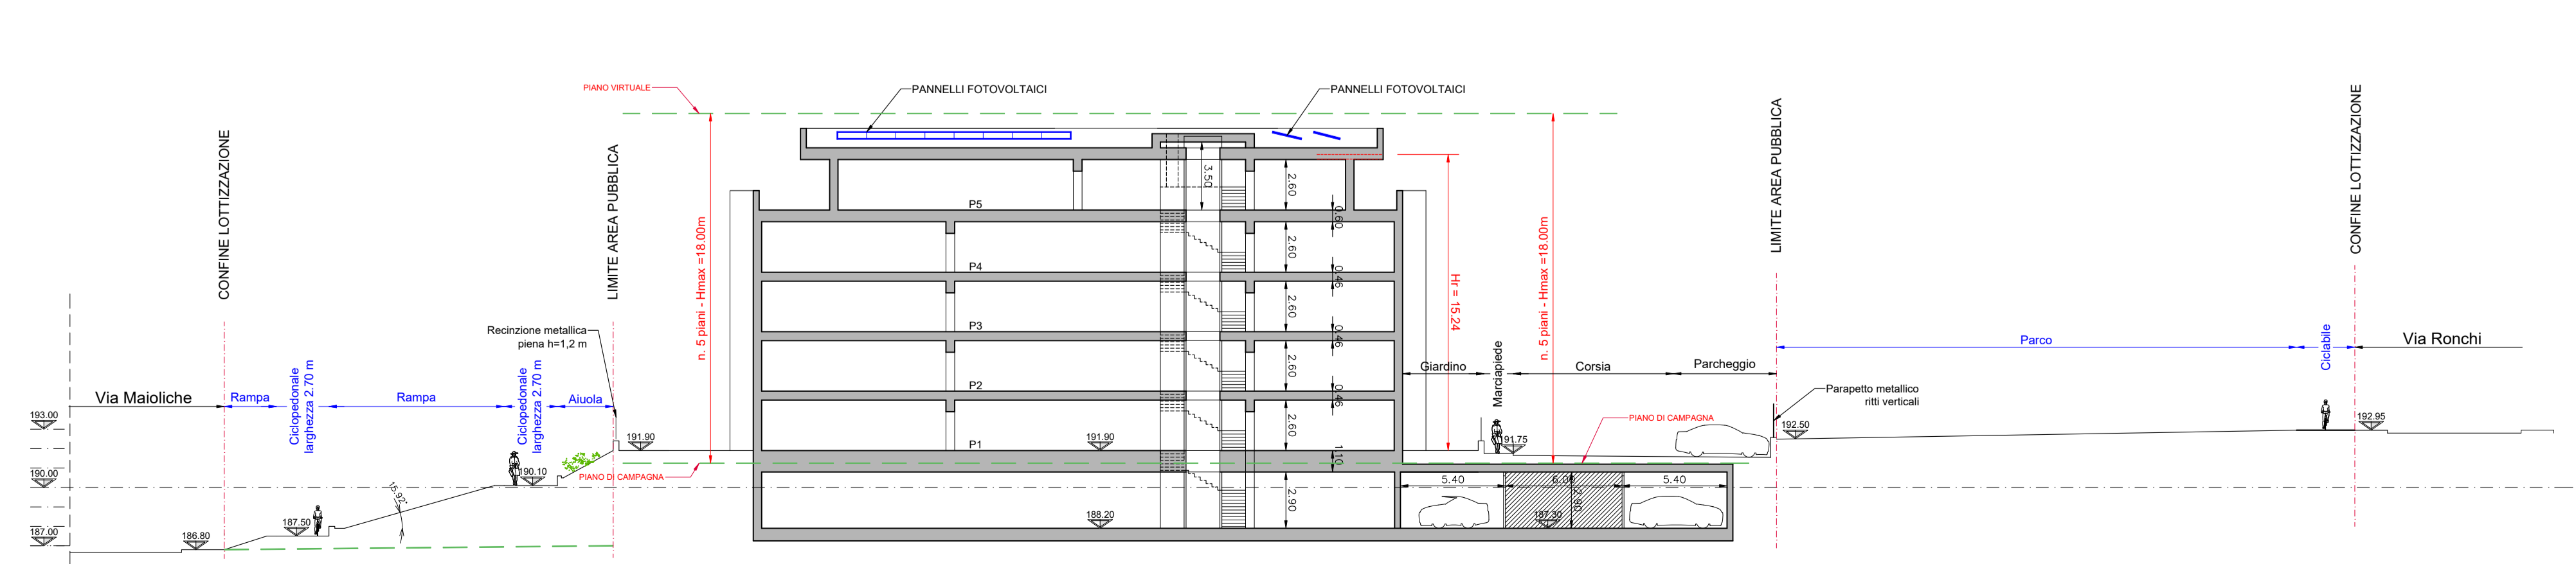 PIANO VIRTUALE
PANNELLI FOTOVOLTAICI
PANNELLI FOTOVOLTAICI
CONFINE LOTTIZZAZIONE
LIMITE AREA PUBBLICA
LIMITE AREA PUBBLICA
CONFINE LOTTIZZAZIONE
n. 5 piani - Hmax =18.00m
n. 5 piani - Hmax =18.00m
Hr = 15.24
3.50
2.60
0.60
P5
2.60
0.46
P4
2.60
0.46
P3
2.60
0.46
P2
2.60
1.10
P1
2.90
Recinzione metallica
piena h=1,2 m
Via Maioliche
Rampa
Ciclopedonale
larghezza 2.70 m
Rampa
Ciclopedonale
larghezza 2.70 m
Aiuola
Giardino
Marciapiede
Corsia
Parcheggio
Parapetto metallico
ritti verticali
Parco
Ciclabile
Via Ronchi
193.00
190.00
187.00
186.80
187.50
15.92°
190.10
191.90
191.90
191.75
192.50
192.95
PIANO DI CAMPAGNA
PIANO DI CAMPAGNA
5.40
6.00
5.40
2.90
188.20
187.30